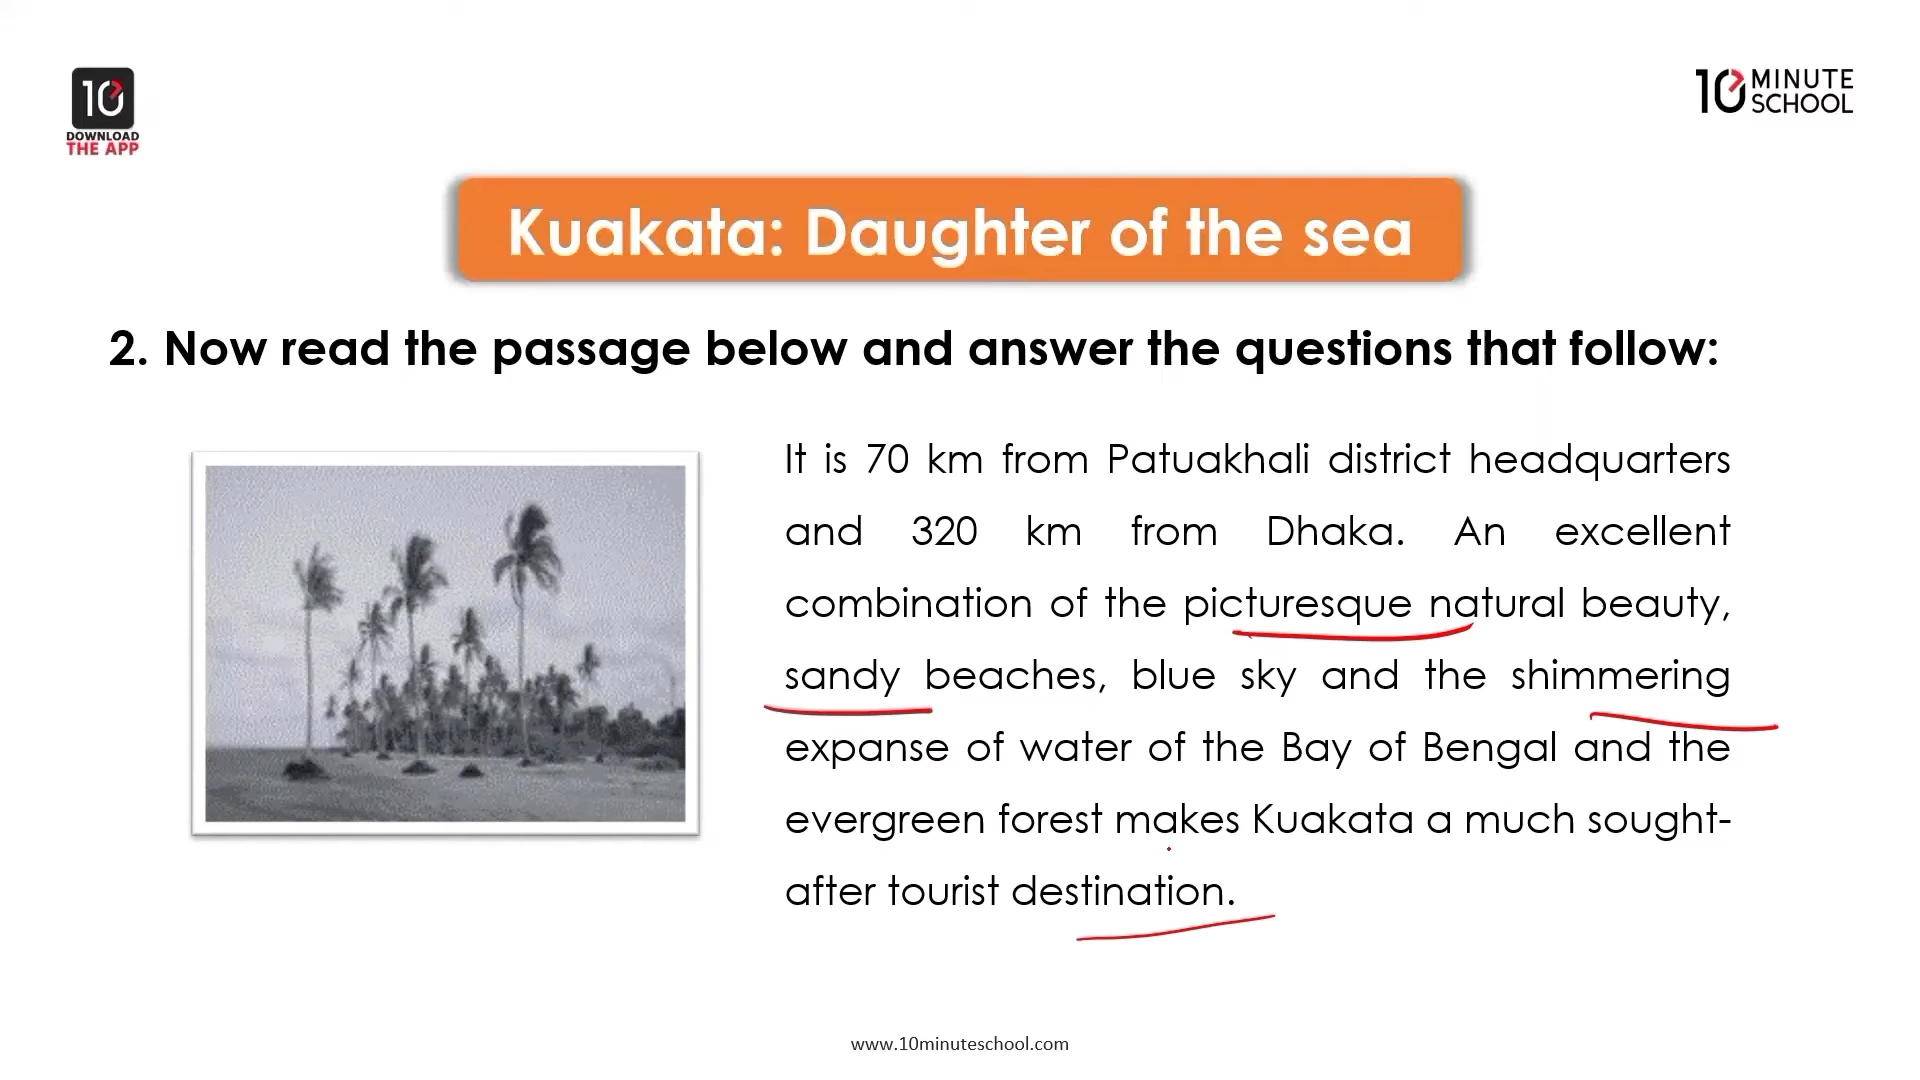 10
DOWNLOAD
THE APP
10 MINUTE
SCHOOL
Kuakata: Daughter of the sea
2. Now read the passage below and answer the questions that follow:
It is 70 km from Patuakhali district headquarters
and 320 km from Dhaka. An excellent
combination of the picturesque natural beauty,
sandy beaches, blue sky and the shimmering
expanse of water of the Bay of Bengal and the
evergreen forest makes Kuakata a much sought-
after tourist destination.
www.10minuteschool.com